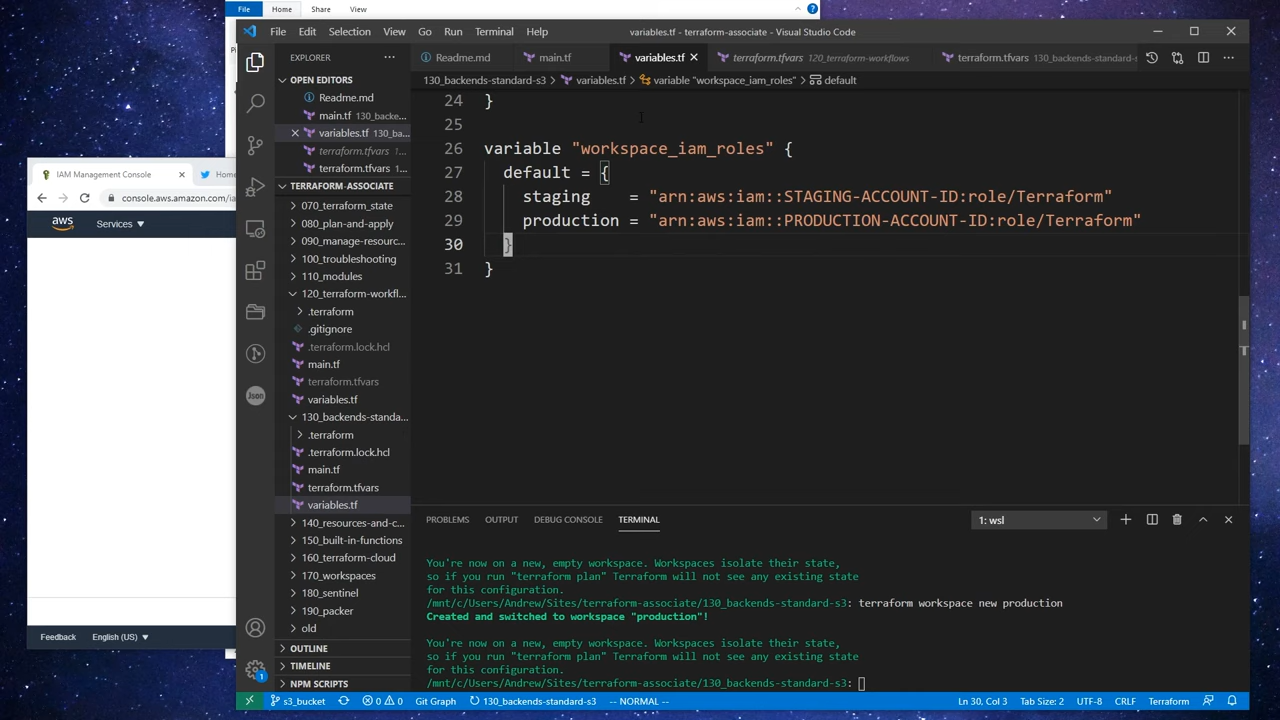 File Home Share View
File Edit Selection View Go Run Terminal Help
variables.tf - terraform-associate - Visual Studio Code
EXPLORER
OPEN EDITORS
Readme.md
main.tf 130_backe...
variables.tf 130_ba...
terraform.tfvars 1...
terraform.tfvars 1...
TERRAFORM-ASSOCIATE
070_terraform_state
080_plan-and-apply
090_manage-resourc...
100_troubleshooting
110_modules
120_terraform-workfl...
.terraform
.gitignore
.terraform.lock.hcl
main.tf
terraform.tfvars
variables.tf
130_backends-standa...
.terraform
.terraform.lock.hcl
main.tf
terraform.tfvars
variables.tf
140_resources-and-c...
150_built-in-functions
160_terraform-cloud
170_workspaces
180_sentinel
190_packer
old
OUTLINE
TIMELINE
NPM SCRIPTS
Readme.md main.tf variables.tf terraform.tfvars 120_terraform-workflows terraform.tfvars 130_backends-standard-s
130_backends-standard-s3 > variables.tf > variable "workspace_iam_roles" > default
24 }
25
26 variable "workspace_iam_roles" {
27 default = {
28 staging = "arn:aws:iam::STAGING-ACCOUNT-ID:role/Terraform"
29 production = "arn:aws:iam::PRODUCTION-ACCOUNT-ID:role/Terraform"
30 }
31 }
PROBLEMS OUTPUT DEBUG CONSOLE TERMINAL 1: wsl
You're now on a new, empty workspace. Workspaces isolate their state,
so if you run "terraform plan" Terraform will not see any existing state
for this configuration.
/mnt/c/Users/Andrew/Sites/terraform-associate/130_backends-standard-s3: terraform workspace new production
Created and switched to workspace "production"!
You're now on a new, empty workspace. Workspaces isolate their state,
so if you run "terraform plan" Terraform will not see any existing state
for this configuration.
/mnt/c/Users/Andrew/Sites/terraform-associate/130_backends-standard-s3:
s3_bucket 0 0 Git Graph 130_backends-standard-s3 -- NORMAL -- Ln 30, Col 3 Tab Size: 2 UTF-8 CRLF Terraform
Json
1
IAM Management Console Hom
console.aws.amazon.com/ia
aws Services
Feedback English (US)